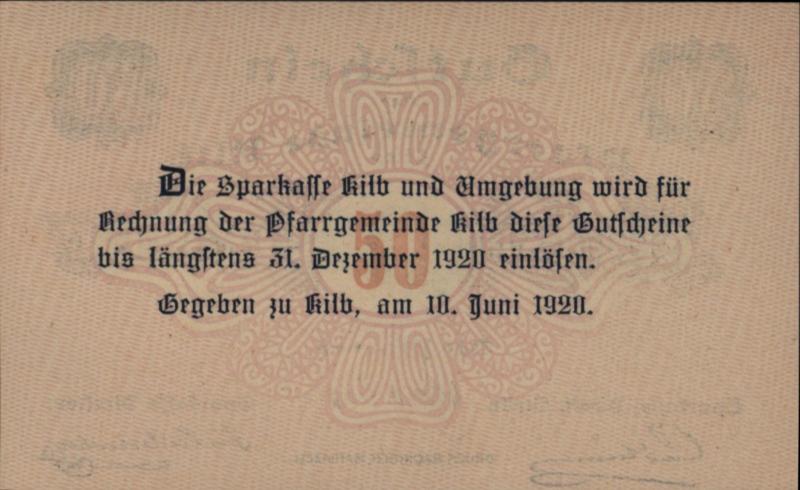 Die Sparkasse Kilb und Umgebung wird für
Rechnung der Pfarrgemeinde Kilb diese Gutscheine
bis längstens 31. Dezember 1920 einlösen.
50
Gegeben zu Kilb, am 10. Juni 1920.